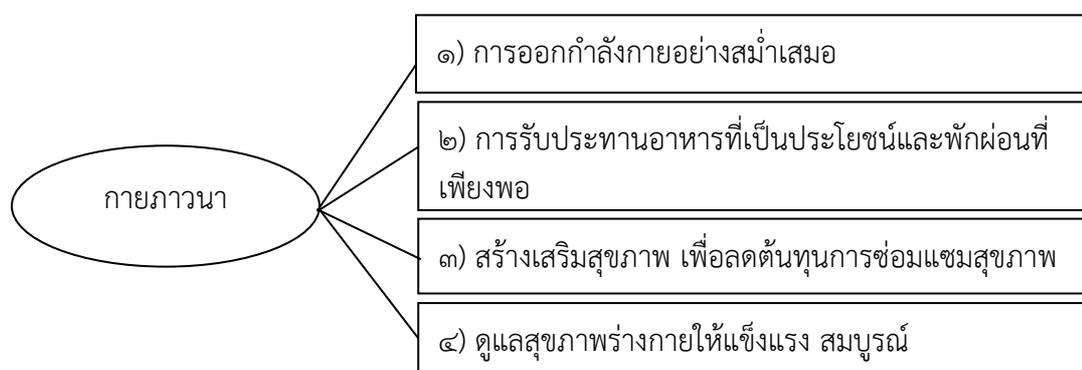 ๑) การออกกำลังกายอย่างสม่ำเสมอ
๒) การรับประทานอาหารที่เป็นประโยชน์และพักผ่อนที่
เพียงพอ
กายภาวนา
๓) สร้างเสริมสุขภาพ เพื่อลดต้นทุนการซ่อมแซมสุขภาพ
๔) ดูแลสุขภาพร่างกายให้แข็งแรง สมบูรณ์